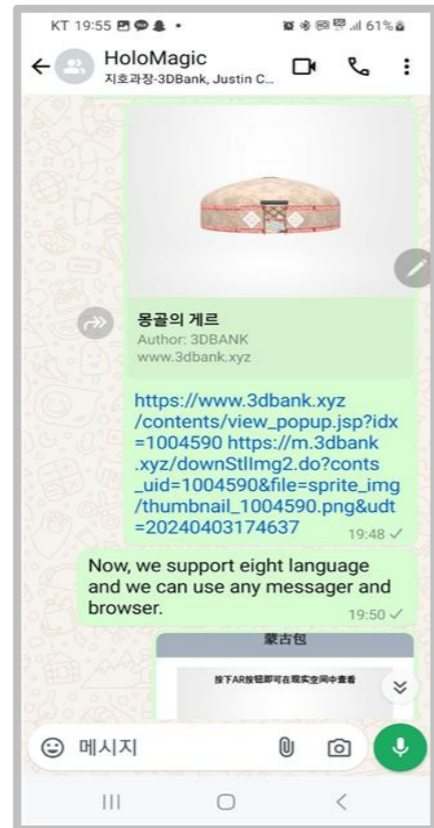 KT 19:55
61%
HoloMagic
지호과장-3DBank, Justin C...
몽골의 게르
Author: 3DBANK
www.3dbank.xyz
https://www.3dbank.xyz
/contents/view_popup.jsp?idx
=1004590 https://m.3dbank
.xyz/downStlImg2.do?conts
_uid=1004590&file=sprite_img
/thumbnail_1004590.png&udt
=20240403174637
19:48
Now, we support eight language
and we can use any messager and
browser.
19:50
蒙古包
按下AR按钮即可在现实空间中查看
메시지